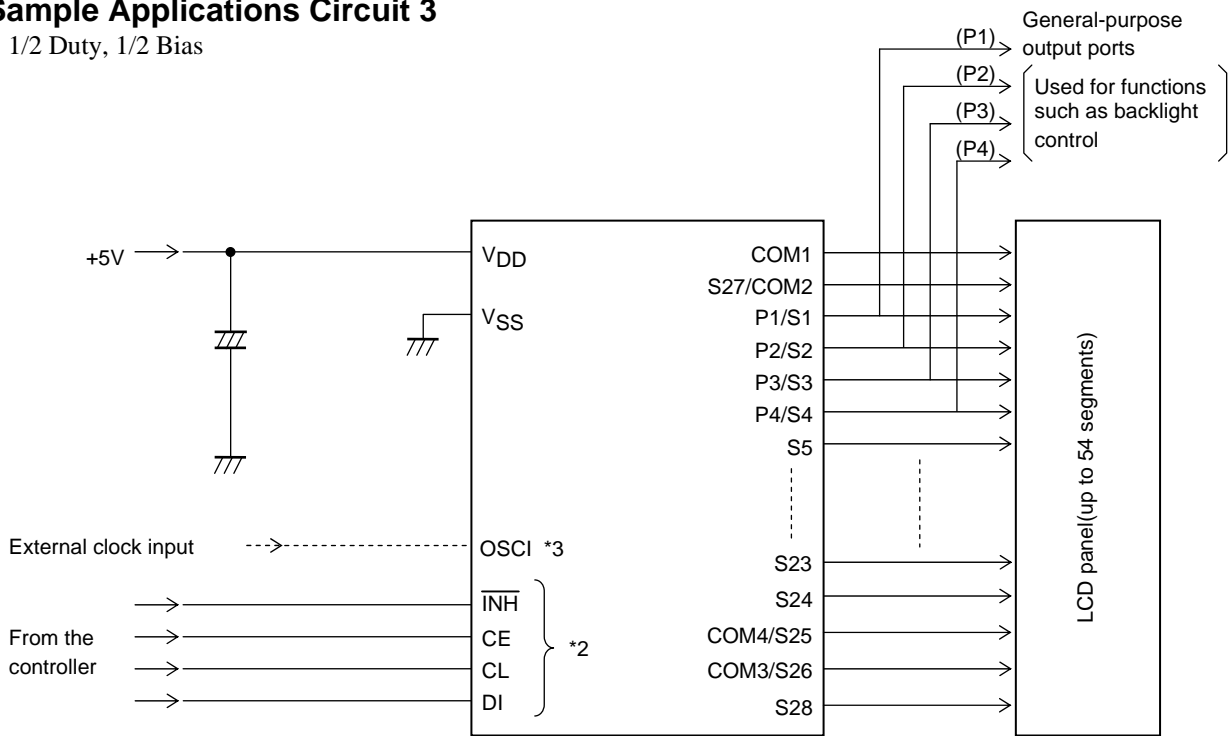 Sample Applications Circuit 3
1/2 Duty, 1/2 Bias
(P1)
(P2)
(P3)
(P4)
General-purpose
output ports
Used for functions
such as backlight
control
+5V
VDD
VSS
COM1
S27/COM2
P1/S1
P2/S2
P3/S3
P4/S4
S5
LCD panel(up to 54 segments)
External clock input
OSCI *3
S23
S24
COM4/S25
COM3/S26
S28
From the
controller
INH
CE
CL
DI
*2